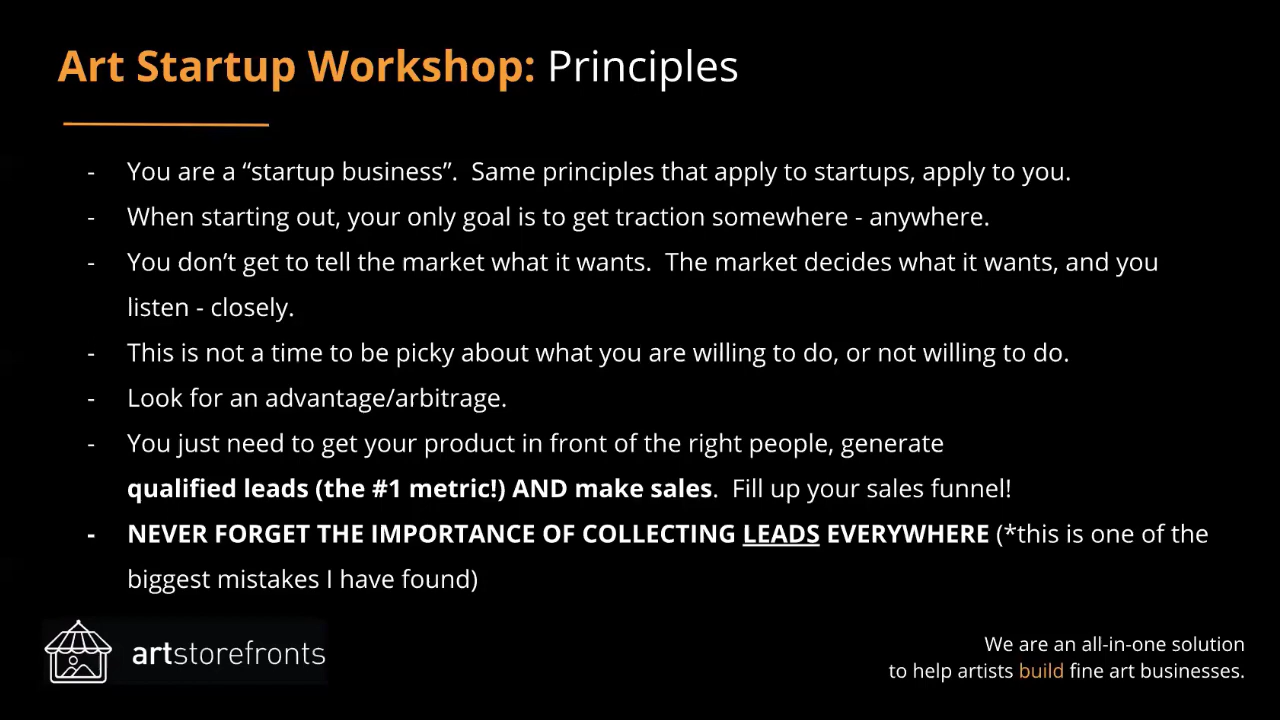 Art Startup Workshop: Principles
- You are a “startup business”.  Same principles that apply to startups, apply to you.
- When starting out, your only goal is to get traction somewhere - anywhere.
- You don’t get to tell the market what it wants.  The market decides what it wants, and you
listen - closely.
- This is not a time to be picky about what you are willing to do, or not willing to do.
- Look for an advantage/arbitrage.
- You just need to get your product in front of the right people, generate
qualified leads (the #1 metric!) AND make sales.  Fill up your sales funnel!
- NEVER FORGET THE IMPORTANCE OF COLLECTING LEADS EVERYWHERE (*this is one of the
biggest mistakes I have found)
artstorefronts
We are an all-in-one solution
to help artists build fine art businesses.